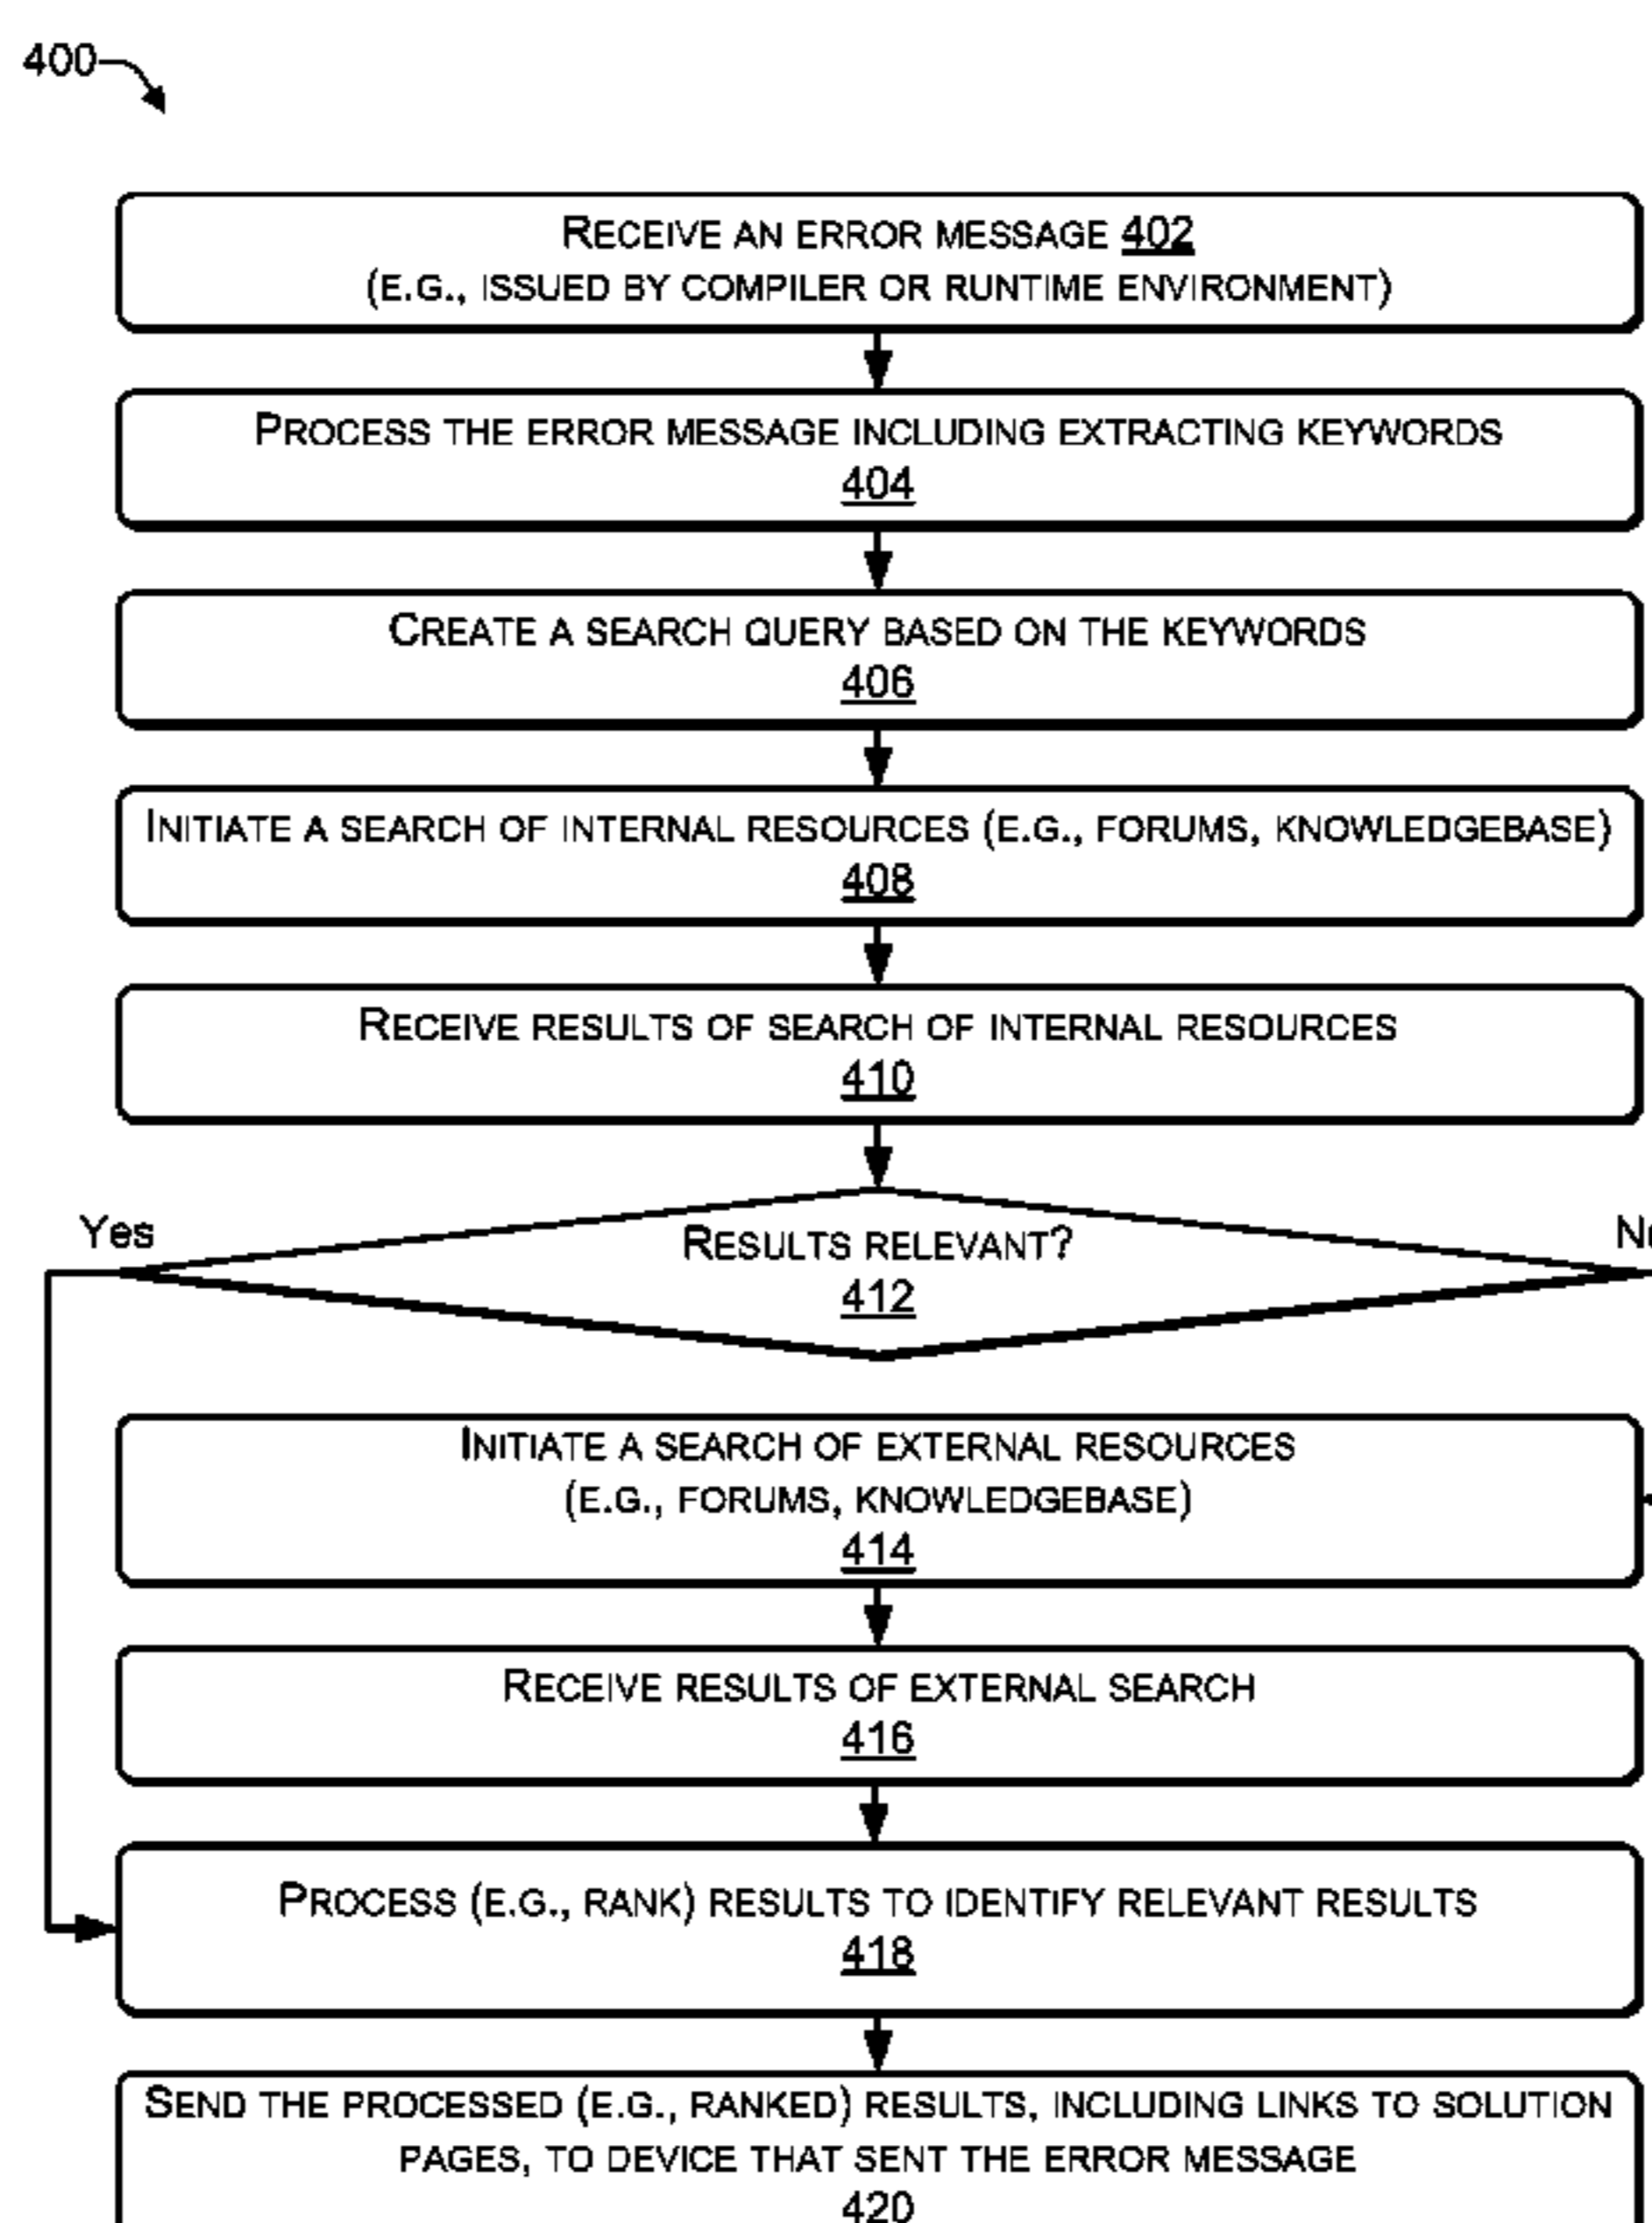 400
RECEIVE AN ERROR MESSAGE 402
(E.G., ISSUED BY COMPILER OR RUNTIME ENVIRONMENT)
PROCESS THE ERROR MESSAGE INCLUDING EXTRACTING KEYWORDS
404
CREATE A SEARCH QUERY BASED ON THE KEYWORDS
406
INITIATE A SEARCH OF INTERNAL RESOURCES (E.G., FORUMS, KNOWLEDGEBASE)
408
RECEIVE RESULTS OF SEARCH OF INTERNAL RESOURCES
410
Yes
RESULTS RELEVANT?
412
INITIATE A SEARCH OF EXTERNAL RESOURCES
(E.G., FORUMS, KNOWLEDGEBASE)
414
RECEIVE RESULTS OF EXTERNAL SEARCH
416
PROCESS (E.G., RANK) RESULTS TO IDENTIFY RELEVANT RESULTS
418
SEND THE PROCESSED (E.G., RANKED) RESULTS, INCLUDING LINKS TO SOLUTION
PAGES, TO DEVICE THAT SENT THE ERROR MESSAGE
420